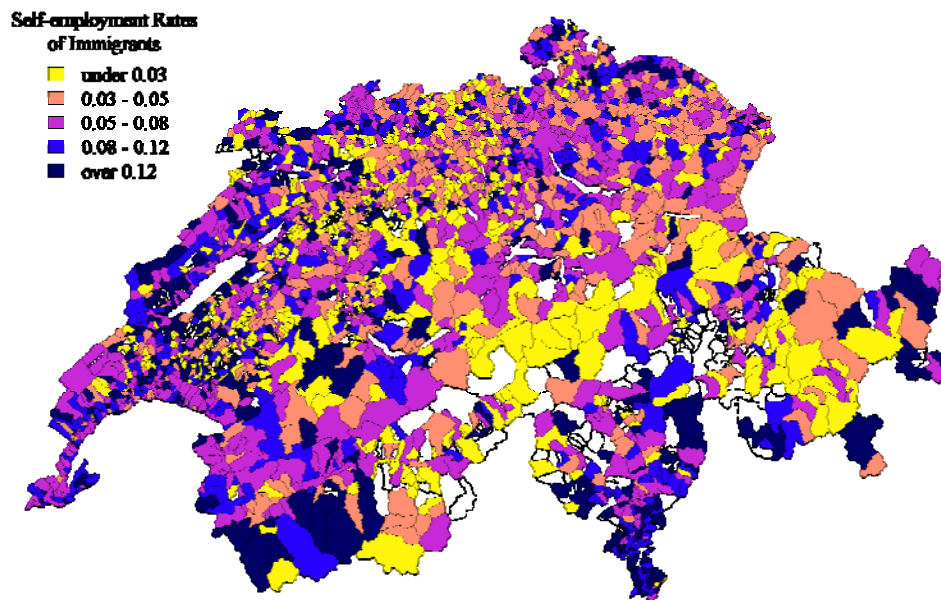 Self-employment Rates
of Immigrants
under 0.03
0.03 - 0.05
0.05 - 0.08
0.08 - 0.12
over 0.12